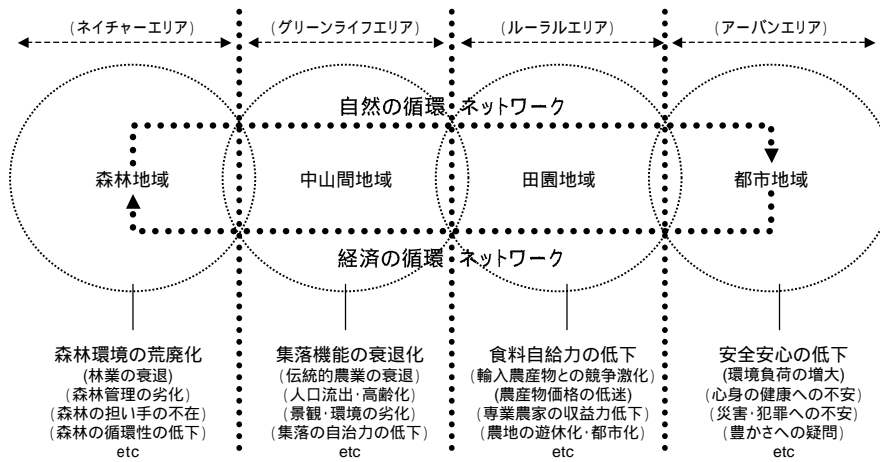 (ネイチャーエリア) (グリーンライフエリア) (ルーラルエリア) (アーバンエリア)
自然の循環 ネットワーク
森林地域 中山間地域 田園地域 都市地域
経済の循環 ネットワーク
森林環境の荒廃化
(林業の衰退)
(森林管理の劣化)
(森林の担い手の不在)
(森林の循環性の低下)
etc
集落機能の衰退化
(伝統的農業の衰退)
(人口流出・高齢化)
(景観・環境の劣化)
(集落の自治力の低下)
etc
食料自給力の低下
(輸入農産物との競争激化)
(農産物価格の低迷)
(専業農家の収益力低下)
(農地の遊休化・都市化)
etc
安全安心の低下
(環境負荷の増大)
(心身の健康への不安)
(災害・犯罪への不安)
(豊かさへの疑問)
etc